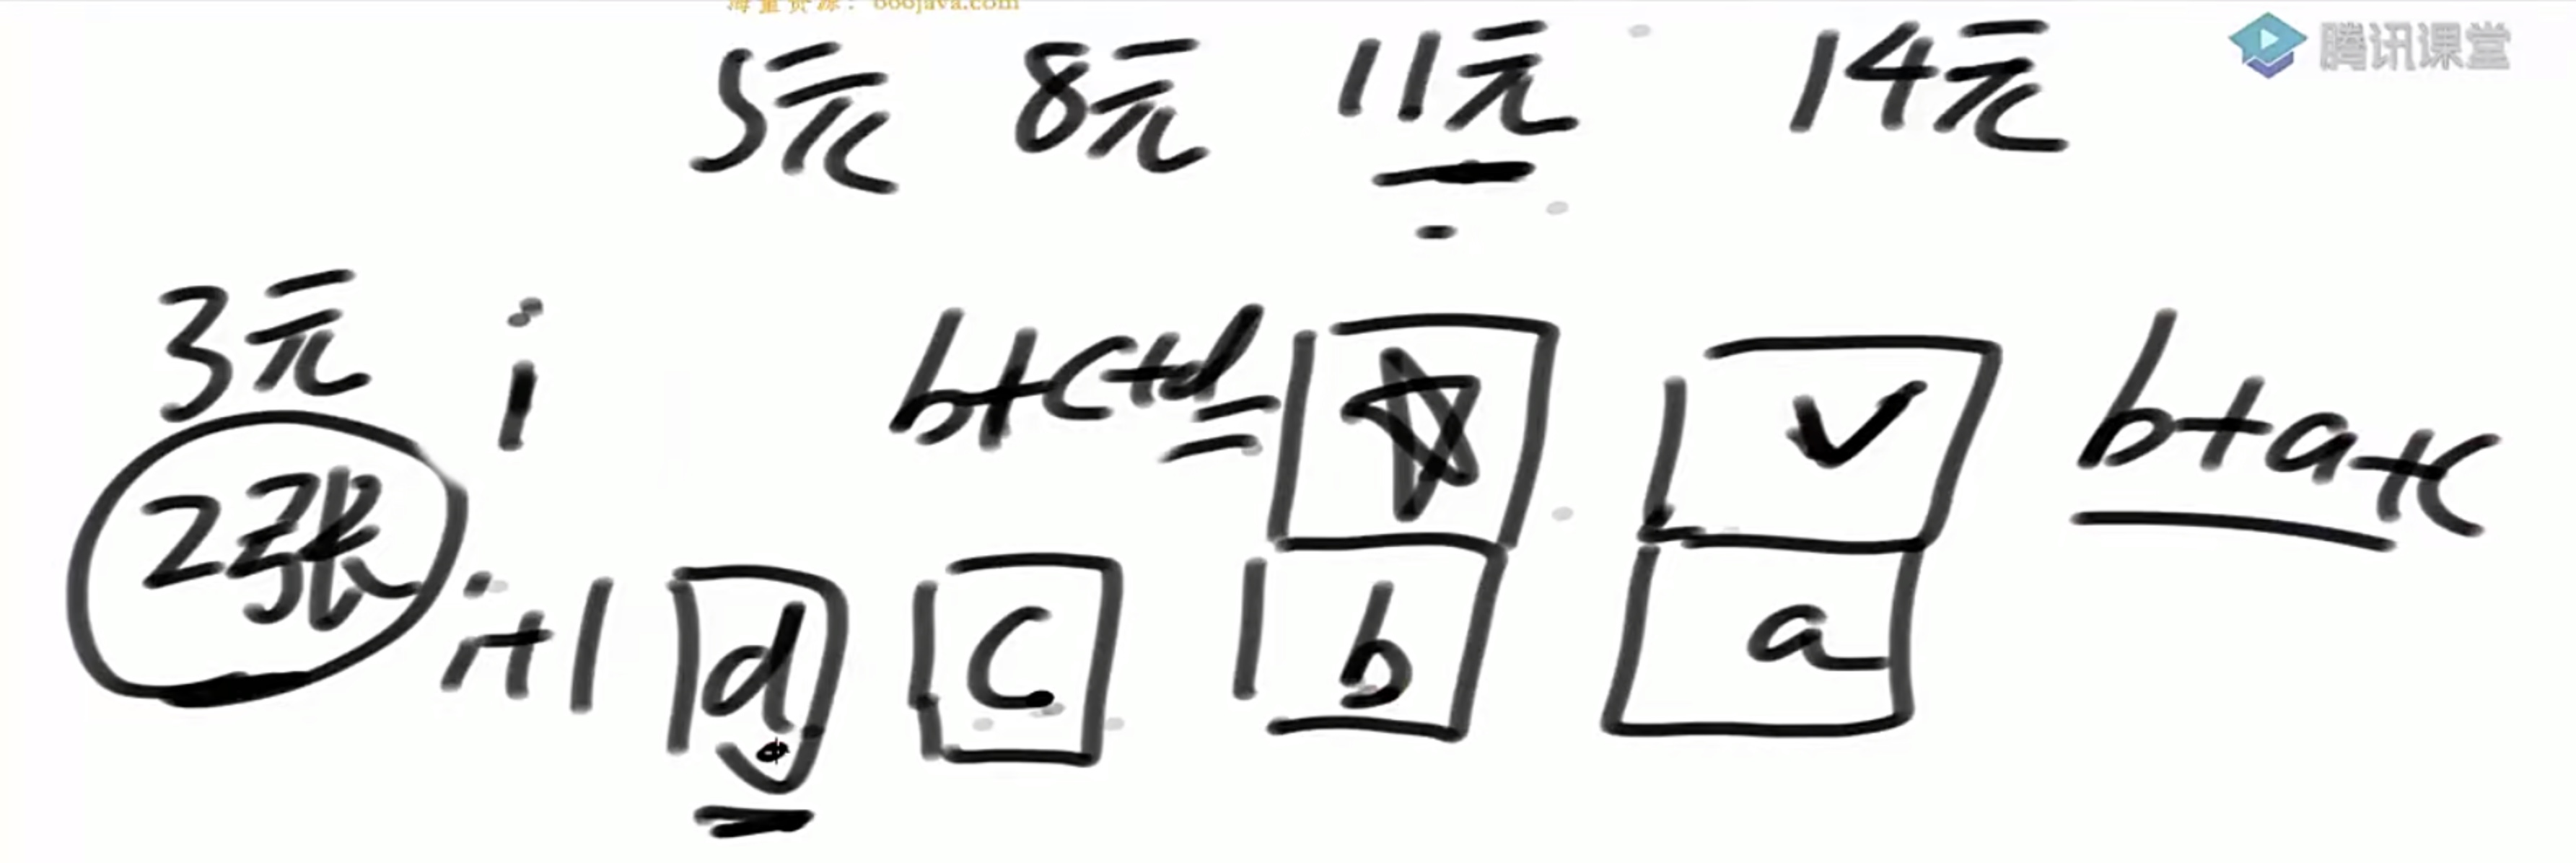 海量资源：666java.com
腾讯课堂
5元 8元 11元 14元
3元 i b+c+d= ☆ √ b+a+c
2张 i+1 d c b a